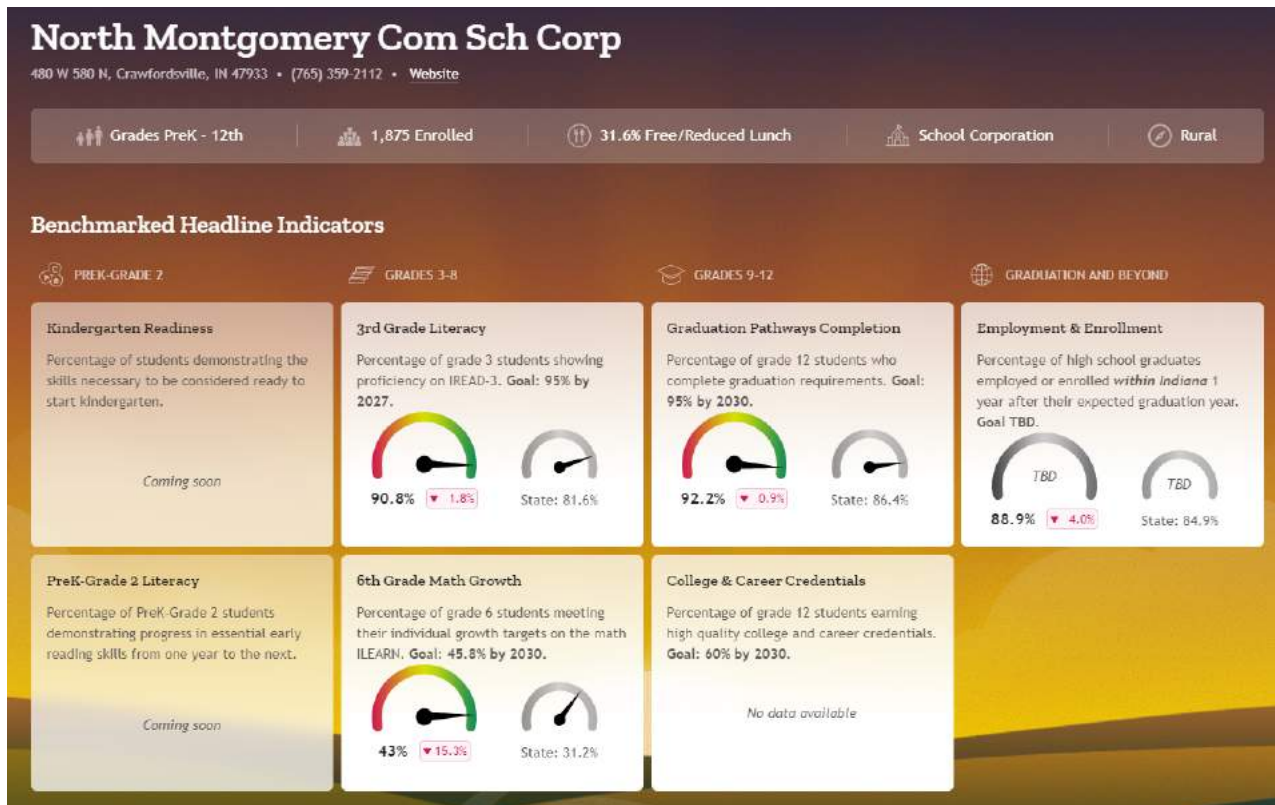 North Montgomery Com Sch Corp
480 W 580 N, Crawfordsville, IN 47933 • (765) 359-2112 • Website
Grades PreK - 12th
1,875 Enrolled
31.6% Free/Reduced Lunch
School Corporation
Rural
Benchmarked Headline Indicators
PREK-GRADE 2
GRADES 3-8
GRADES 9-12
GRADUATION AND BEYOND
Kindergarten Readiness
Percentage of students demonstrating the
skills necessary to be considered ready to
start kindergarten.
Coming soon
3rd Grade Literacy
Percentage of grade 3 students showing
proficiency on IREAD-3. Goal: 95% by
2027.
90.8% ▼ 1.8%
State: 81.6%
Graduation Pathways Completion
Percentage of grade 12 students who
complete graduation requirements. Goal:
95% by 2030.
92.2% ▼ 0.9%
State: 86.4%
Employment & Enrollment
Percentage of high school graduates
employed or enrolled within Indiana 1
year after their expected graduation year.
Goal TBD.
TBD
TBD
88.9% ▼ 4.0%
State: 84.9%
PreK-Grade 2 Literacy
Percentage of PreK-Grade 2 students
demonstrating progress in essential early
reading skills from one year to the next.
Coming soon
6th Grade Math Growth
Percentage of grade 6 students meeting
their individual growth targets on the math
ILEARN. Goal: 45.8% by 2030.
43% ▼ 15.3%
State: 31.2%
College & Career Credentials
Percentage of grade 12 students earning
high quality college and career credentials.
Goal: 60% by 2030.
No data available